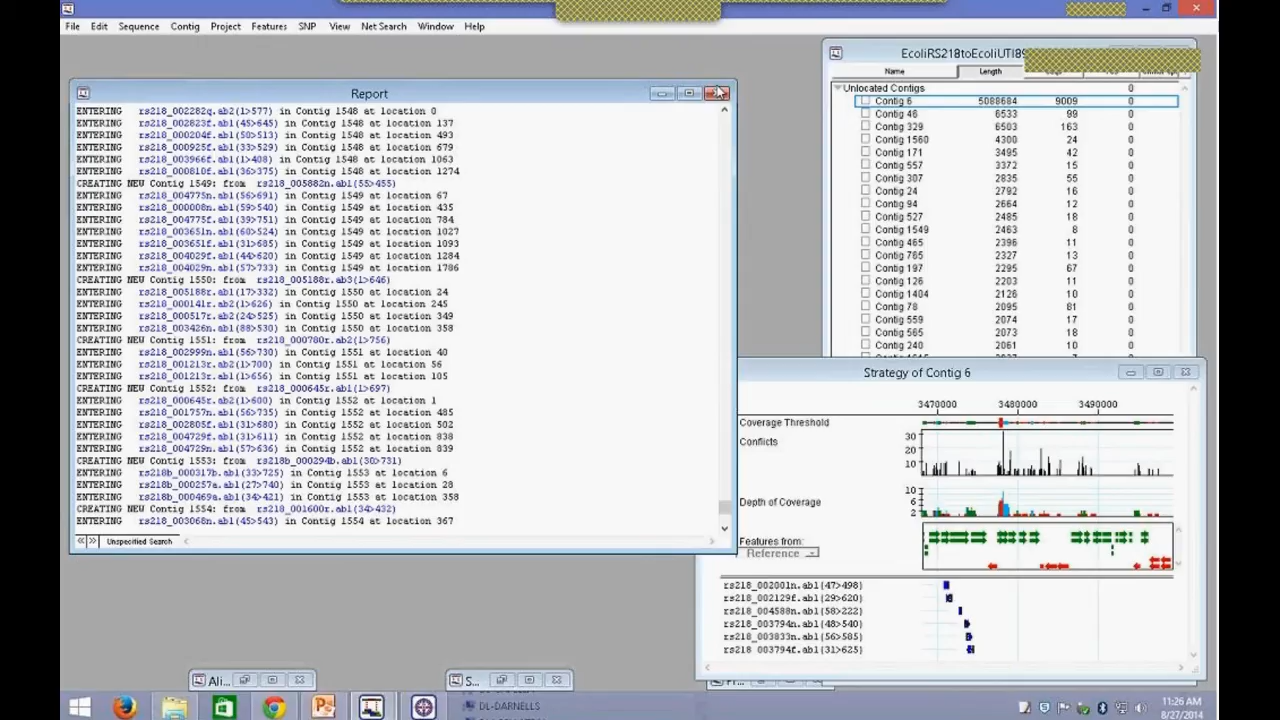 File Edit Sequence Contig Project Features SNP View Net Search Window Help
Report
ENTERING rs218_002282q.ab2(1>577) in Contig 1548 at location 0
ENTERING rs218_002823f.ab1(45>645) in Contig 1548 at location 137
ENTERING rs218_000204f.ab1(50>513) in Contig 1548 at location 493
ENTERING rs218_000925f.ab1(33>529) in Contig 1548 at location 679
ENTERING rs218_003966f.ab2(1>408) in Contig 1548 at location 1063
ENTERING rs218_000810f.ab1(36>375) in Contig 1548 at location 1274
CREATING NEW Contig 1549: from rs218_005882n.ab1(55>455)
ENTERING rs218_004775n.ab1(56>691) in Contig 1549 at location 67
ENTERING rs218_000008n.ab1(59>540) in Contig 1549 at location 435
ENTERING rs218_004775f.ab1(39>751) in Contig 1549 at location 784
ENTERING rs218_003651n.ab1(60>524) in Contig 1549 at location 1027
ENTERING rs218_003651f.ab1(31>685) in Contig 1549 at location 1093
ENTERING rs218_004029f.ab1(44>620) in Contig 1549 at location 1284
ENTERING rs218_004029n.ab1(57>733) in Contig 1549 at location 1786
CREATING NEW Contig 1550: from rs218_005188r.ab3(1>646)
ENTERING rs218_005188r.ab1(17>332) in Contig 1550 at location 24
ENTERING rs218_000141r.ab2(1>626) in Contig 1550 at location 245
ENTERING rs218_000517r.ab2(24>525) in Contig 1550 at location 349
ENTERING rs218_003426n.ab1(88>530) in Contig 1550 at location 358
CREATING NEW Contig 1551: from rs218_000780r.ab2(1>756)
ENTERING rs218_002999n.ab1(56>730) in Contig 1551 at location 40
ENTERING rs218_001213r.ab2(1>700) in Contig 1551 at location 56
ENTERING rs218_001213r.ab1(1>656) in Contig 1551 at location 105
CREATING NEW Contig 1552: from rs218_000645r.ab1(1>697)
ENTERING rs218_000645r.ab2(1>600) in Contig 1552 at location 1
ENTERING rs218_001757n.ab1(56>735) in Contig 1552 at location 485
ENTERING rs218_002805f.ab1(31>680) in Contig 1552 at location 502
ENTERING rs218_004729f.ab1(31>611) in Contig 1552 at location 838
ENTERING rs218_004729n.ab1(57>636) in Contig 1552 at location 839
CREATING NEW Contig 1553: from rs218b_000294b.ab1(30>731)
ENTERING rs218b_000317b.ab1(33>725) in Contig 1553 at location 6
ENTERING rs218b_000257a.ab1(27>740) in Contig 1553 at location 28
ENTERING rs218b_000469a.ab1(34>421) in Contig 1553 at location 358
CREATING NEW Contig 1554: from rs218_001600r.ab1(34>432)
ENTERING rs218_003068n.ab1(45>543) in Contig 1554 at location 367
Unspecified Search
EcoliRS218toEcoliUTI89
Name Length
Unlocated Contigs 0
Contig 6 5088684 9009 0
Contig 46 6533 99 0
Contig 329 6503 163 0
Contig 1560 4300 24 0
Contig 171 3495 42 0
Contig 557 3372 15 0
Contig 307 2835 55 0
Contig 24 2792 16 0
Contig 94 2664 12 0
Contig 527 2485 18 0
Contig 1549 2463 8 0
Contig 465 2396 11 0
Contig 765 2327 13 0
Contig 197 2295 67 0
Contig 126 2203 11 0
Contig 1404 2126 10 0
Contig 78 2095 81 0
Contig 559 2074 17 0
Contig 565 2073 18 0
Contig 240 2061 10 0
Strategy of Contig 6
3470000 3480000 3490000
Coverage Threshold
Conflicts
30
20
10
Depth of Coverage
10
6
2
Features from:
Reference
rs218_002001n.ab1(47>498)
rs218_002129f.ab1(29>620)
rs218_004588n.ab1(58>222)
rs218_003794n.ab1(48>540)
rs218_003833n.ab1(56>585)
rs218_003794f.ab1(31>625)
Ali...
S...
DL-DARNELLS
11:26 AM
8/27/2014